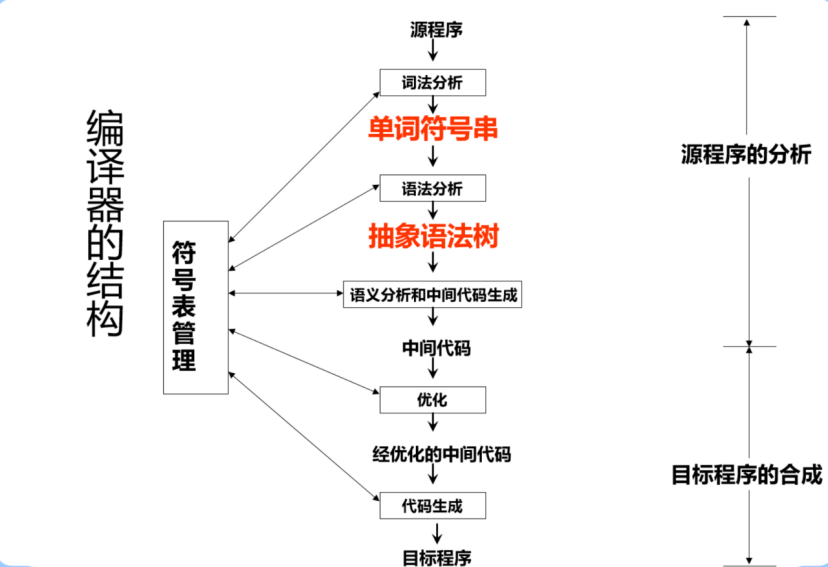 编译器的结构
源程序
词法分析
单词符号串
语法分析
抽象语法树
语义分析和中间代码生成
中间代码
优化
经优化的中间代码
代码生成
目标程序
符号表管理
源程序的分析
目标程序的合成